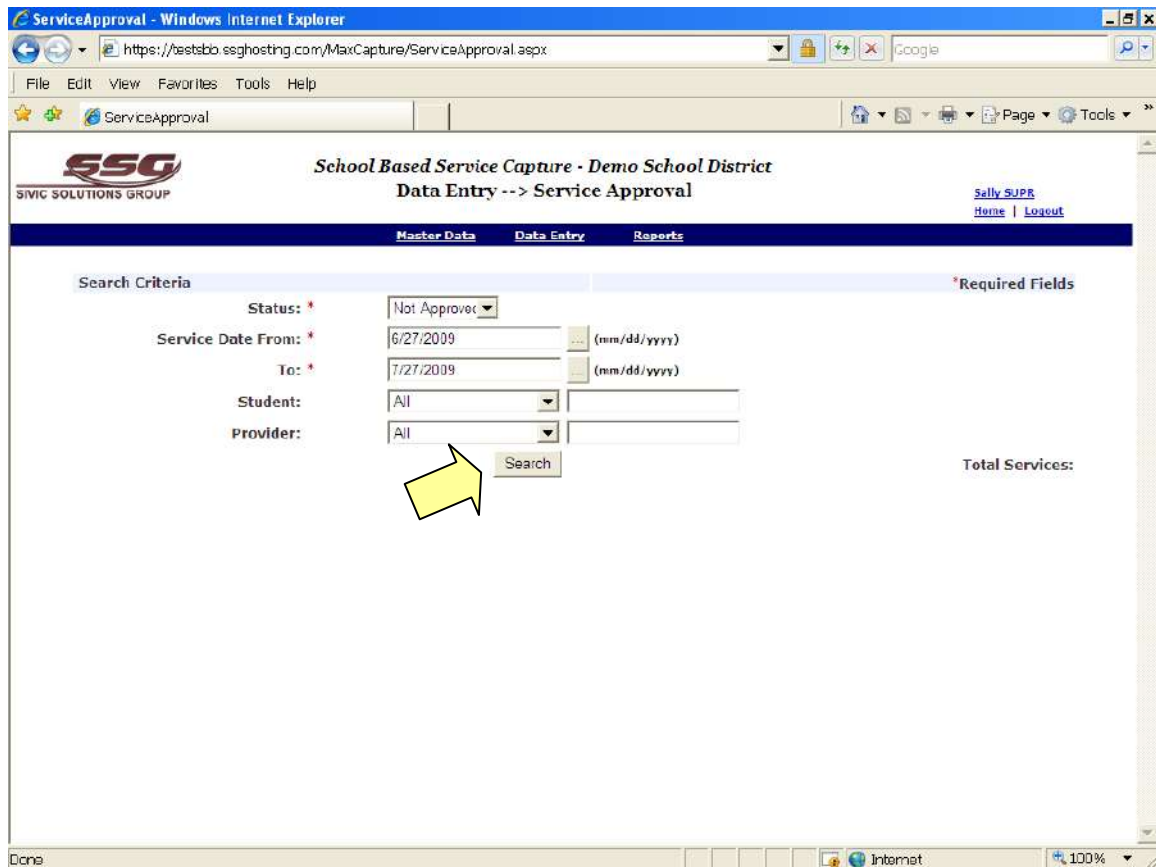 ServiceApproval - Windows Internet Explorer
https://testsbb.ssghosting.com/MaxCapture/ServiceApproval.aspx Google
File Edit View Favorites Tools Help
ServiceApproval Page Tools »
SSG
SIVIC SOLUTIONS GROUP
School Based Service Capture - Demo School District
Data Entry --> Service Approval
Sally SUPR
Home | Logout
Master Data Data Entry Reports
Search Criteria *Required Fields
Status: * Not Approved
Service Date From: * 6/27/2009 ... (mm/dd/yyyy)
To: * 7/27/2009 ... (mm/dd/yyyy)
Student: All
Provider: All
Search Total Services:
Done Internet 100%